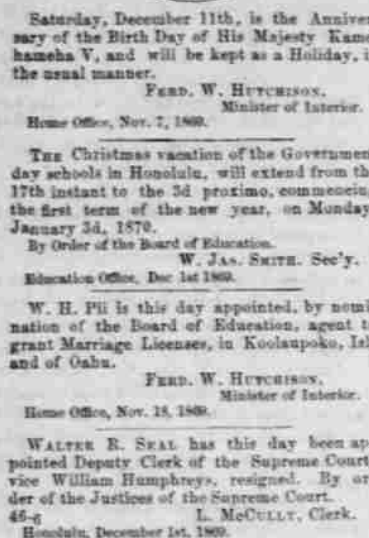 Saturday, December 11th, is the Anniver
sary of the Birth Day of His Majesty Kame
hameha V, and will be kept as a Holiday, i
the usual manner.
FERD. W. HUTCHISON,
Minister of Interior.
Home Office, Nov. 7, 1869.
THE Christmas vacation of the Governmen
day schools in Honolulu, will extend from th
17th instant to the 3d proximo, commencin
the first term of the new year, on Monday
January 3d, 1870.
By Order of the Board of Education.
W. JAS. SMITH. Sec'y.
Education Office, Dec 1st 1869.
W. H. Pii is this day appointed, by nomi
nation of the Board of Education, agent t
grant Marriage Licenses, in Koolaupoko, Isl
and of Oahu.
FERD. W. HUTCHISON,
Minister of Interior.
Home Office, Nov. 18, 1869.
WALTER R. SEAL has this day been ap
pointed Deputy Clerk of the Supreme Court
vice William Humphreys, resigned. By or
der of the Justices of the Supreme Court.
46-6 L. MCCULLY, Clerk.
Honolulu, December 1st, 1869.